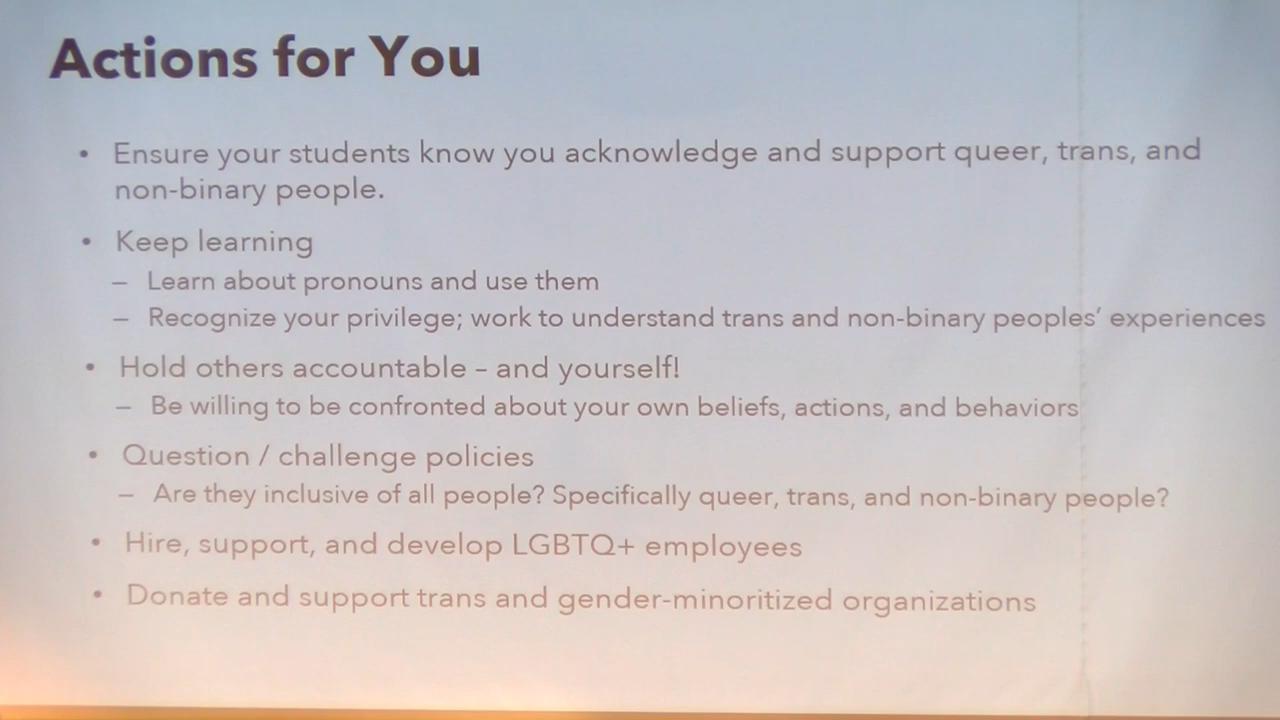 Actions for You
• Ensure your students know you acknowledge and support queer, trans, and
non-binary people.
• Keep learning
– Learn about pronouns and use them
– Recognize your privilege; work to understand trans and non-binary peoples’ experiences
• Hold others accountable – and yourself!
– Be willing to be confronted about your own beliefs, actions, and behaviors
• Question / challenge policies
– Are they inclusive of all people? Specifically queer, trans, and non-binary people?
• Hire, support, and develop LGBTQ+ employees
• Donate and support trans and gender-minoritized organizations